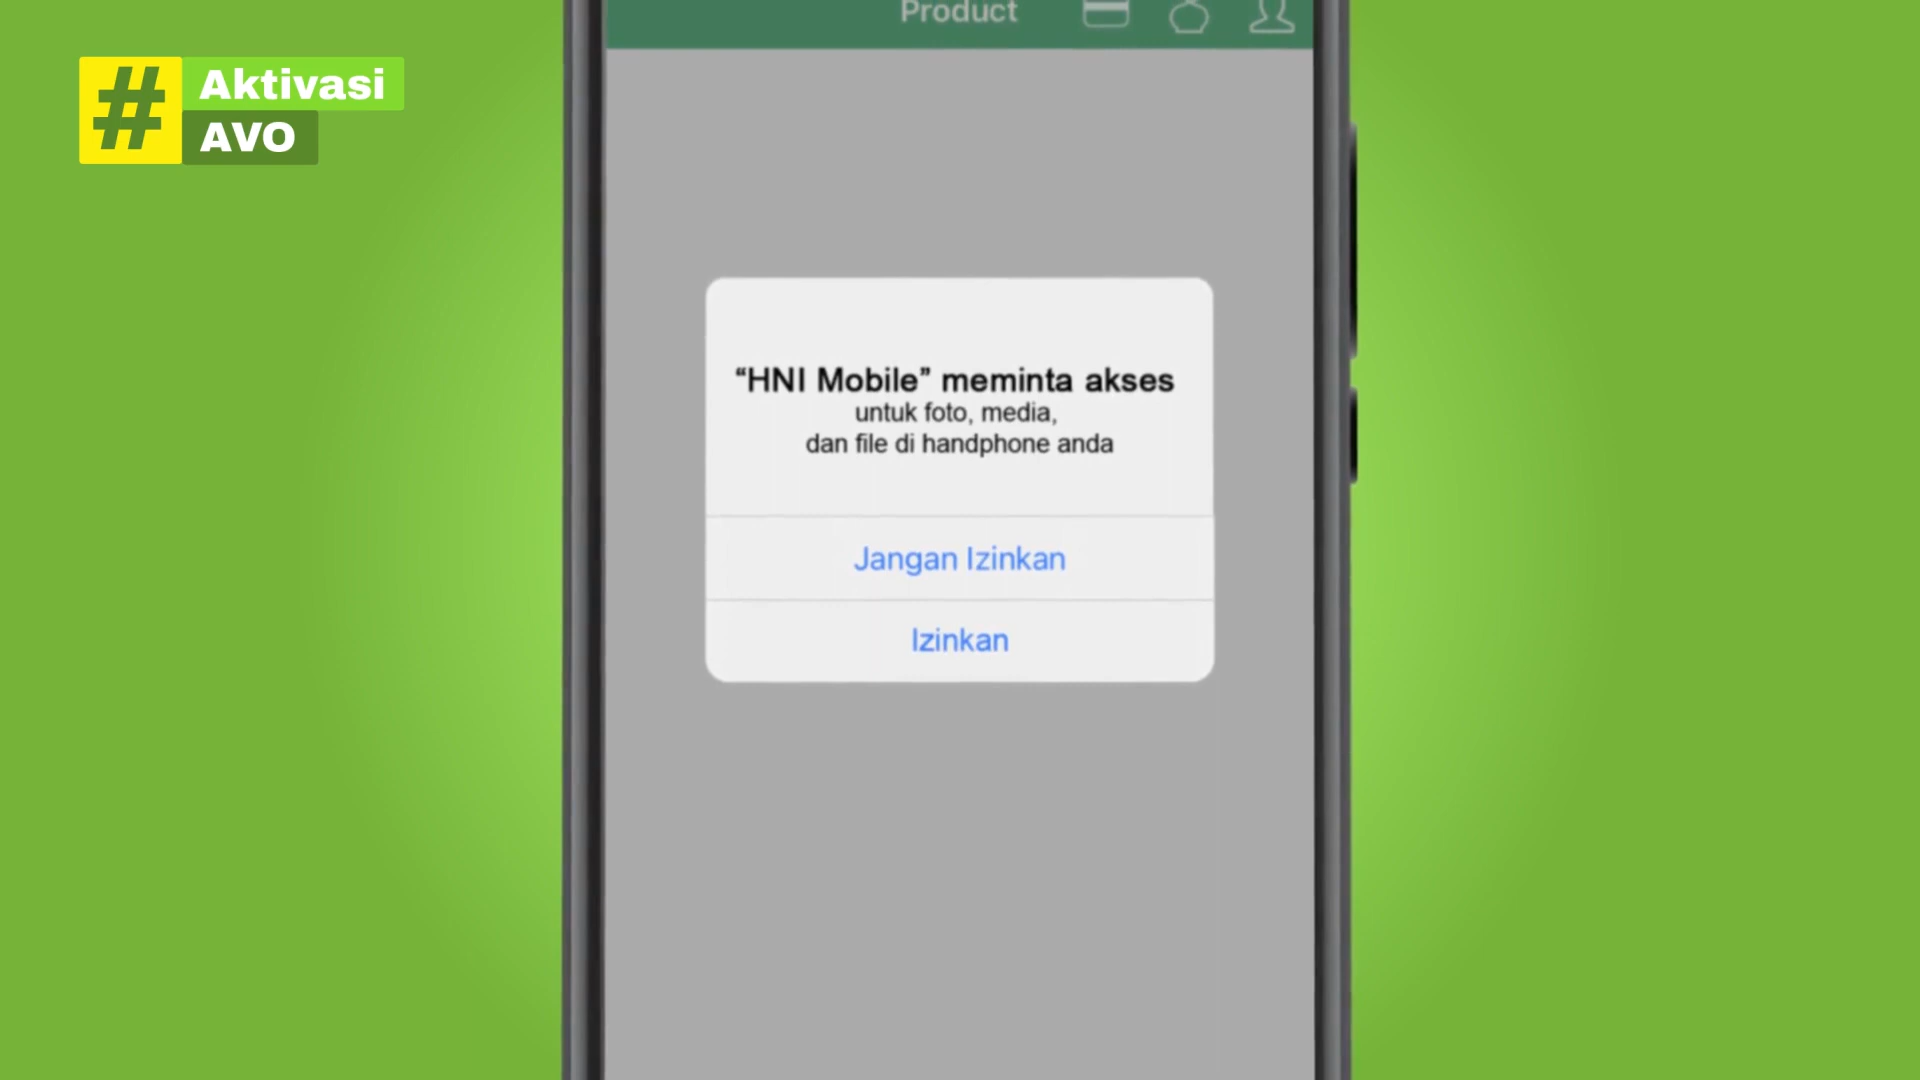 #
Aktivasi
AVO
Product
“HNI Mobile” meminta akses
untuk foto, media,
dan file di handphone anda
Jangan Izinkan
Izinkan